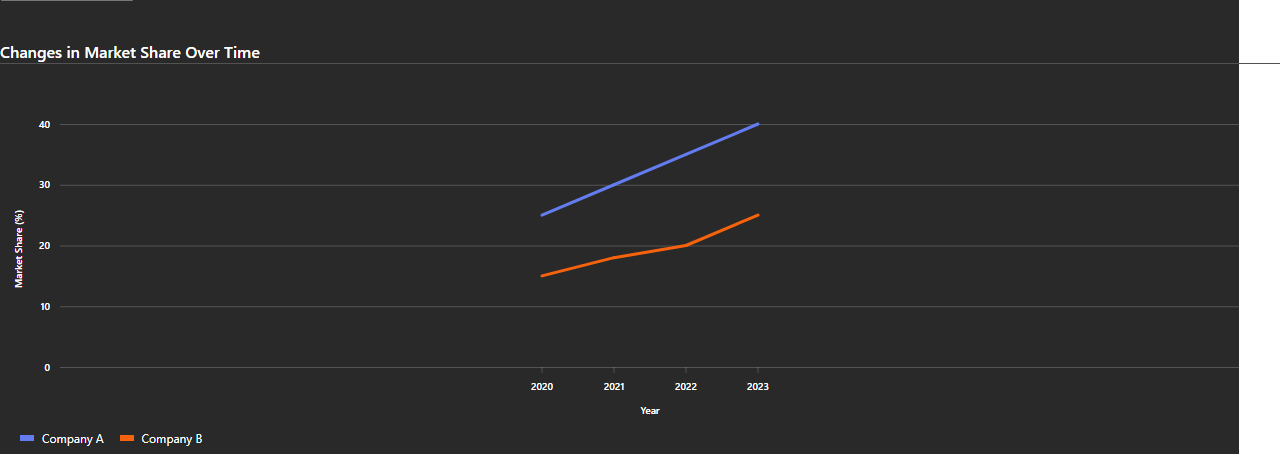 Changes in Market Share Over Time
40
30
20
10
0
Market Share (%)
2020 2021 2022 2023
Year
Company A Company B